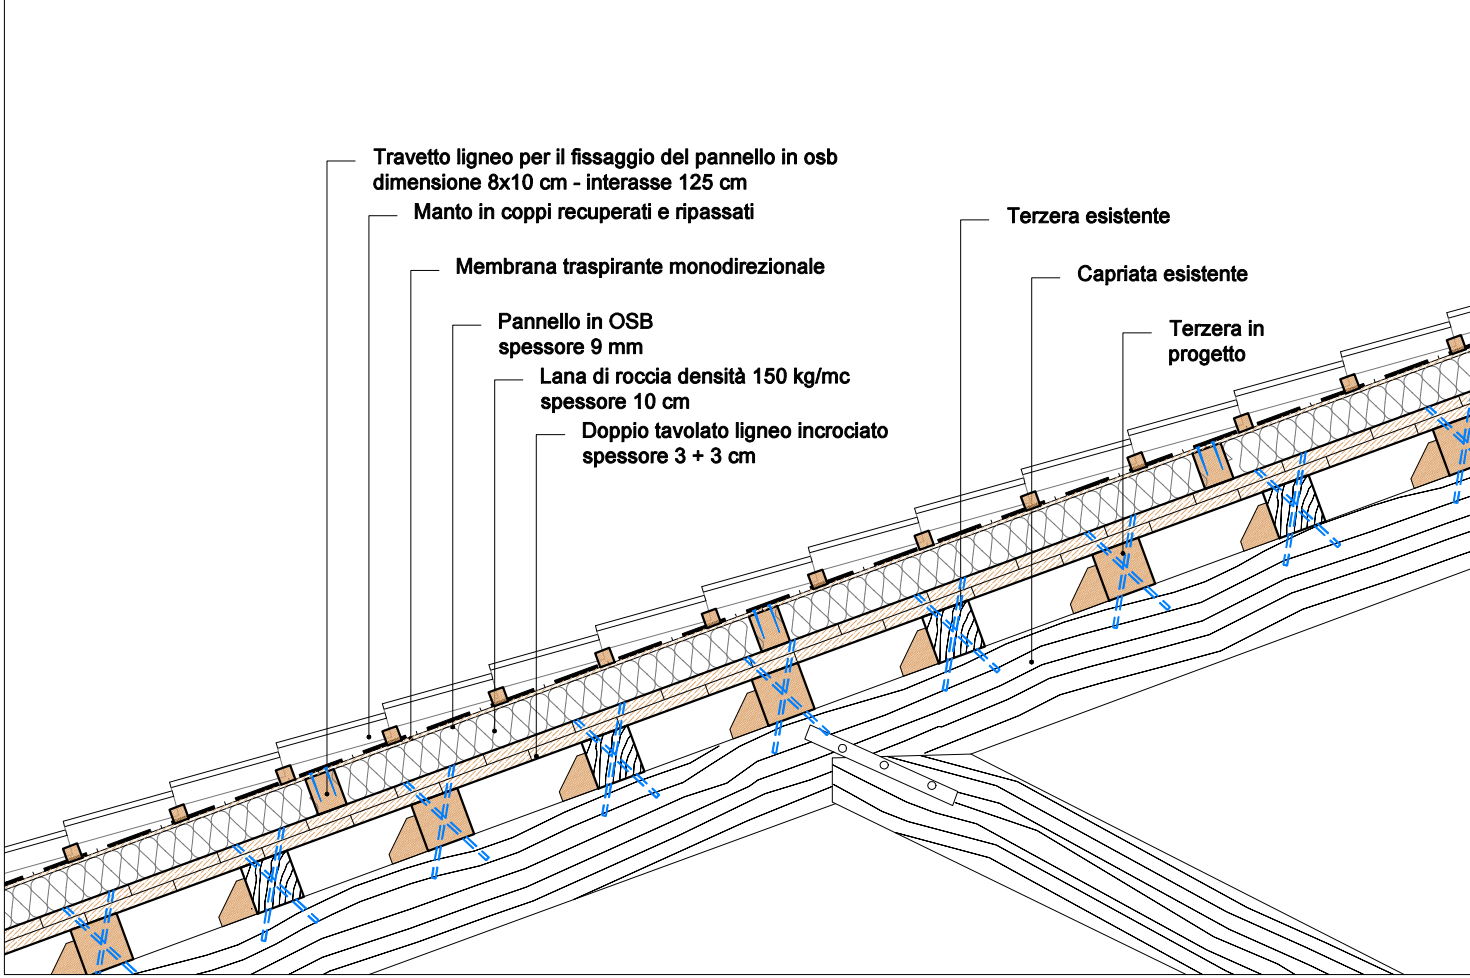 Travetto ligneo per il fissaggio del pannello in osb
dimensione 8x10 cm - interasse 125 cm
Manto in coppi recuperati e ripassati
Membrana traspirante monodirezionale
Pannello in OSB
spessore 9 mm
Lana di roccia densità 150 kg/mc
spessore 10 cm
Doppio tavolato ligneo incrociato
spessore 3 + 3 cm
Terzera esistente
Capriata esistente
Terzera in
progetto